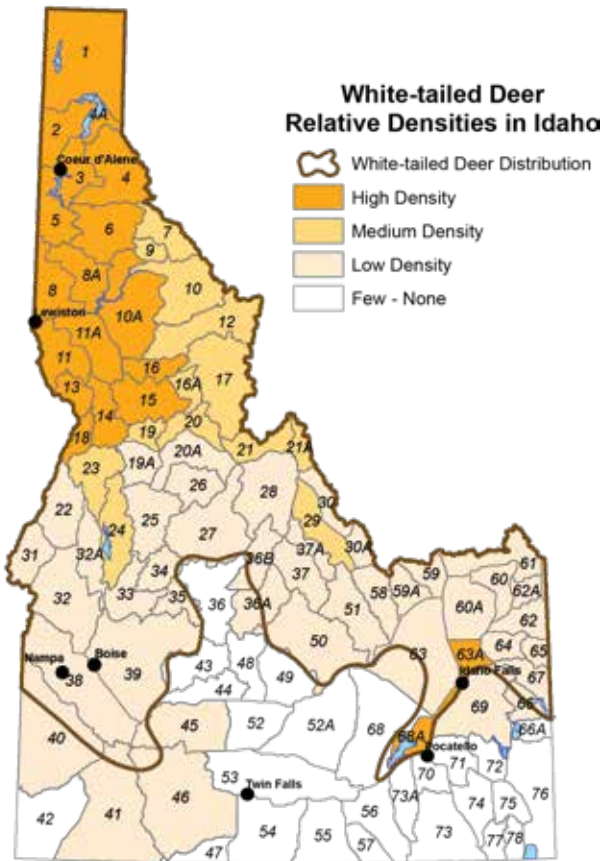 White-tailed Deer
Relative Densities in Idaho
White-tailed Deer Distribution
High Density
Medium Density
Low Density
Few - None
1
2
4A
Coeur d'Alene
3
4
5
6
7
9
8
8A
10
10A
12
ewiston
11A
11
16
17
13
15
16A
14
18
19
20
21
21A
23
19A
20A
22
26
28
30
24
25
29
27
31
32A
36B
37A
30A
34
37
59
61
33
35
58
59A
60
32
36
36A
51
62A
60A
62
50
Boise
43
48
63
64
65
Nampa
39
63A
38
44
49
Idaho Falls
67
69
66
40
45
52
52A
68
68A
66A
Pocatello
53
70
71
72
Twin Falls
76
42
41
46
56
73A
74
75
54
55
73
47
57
77
78